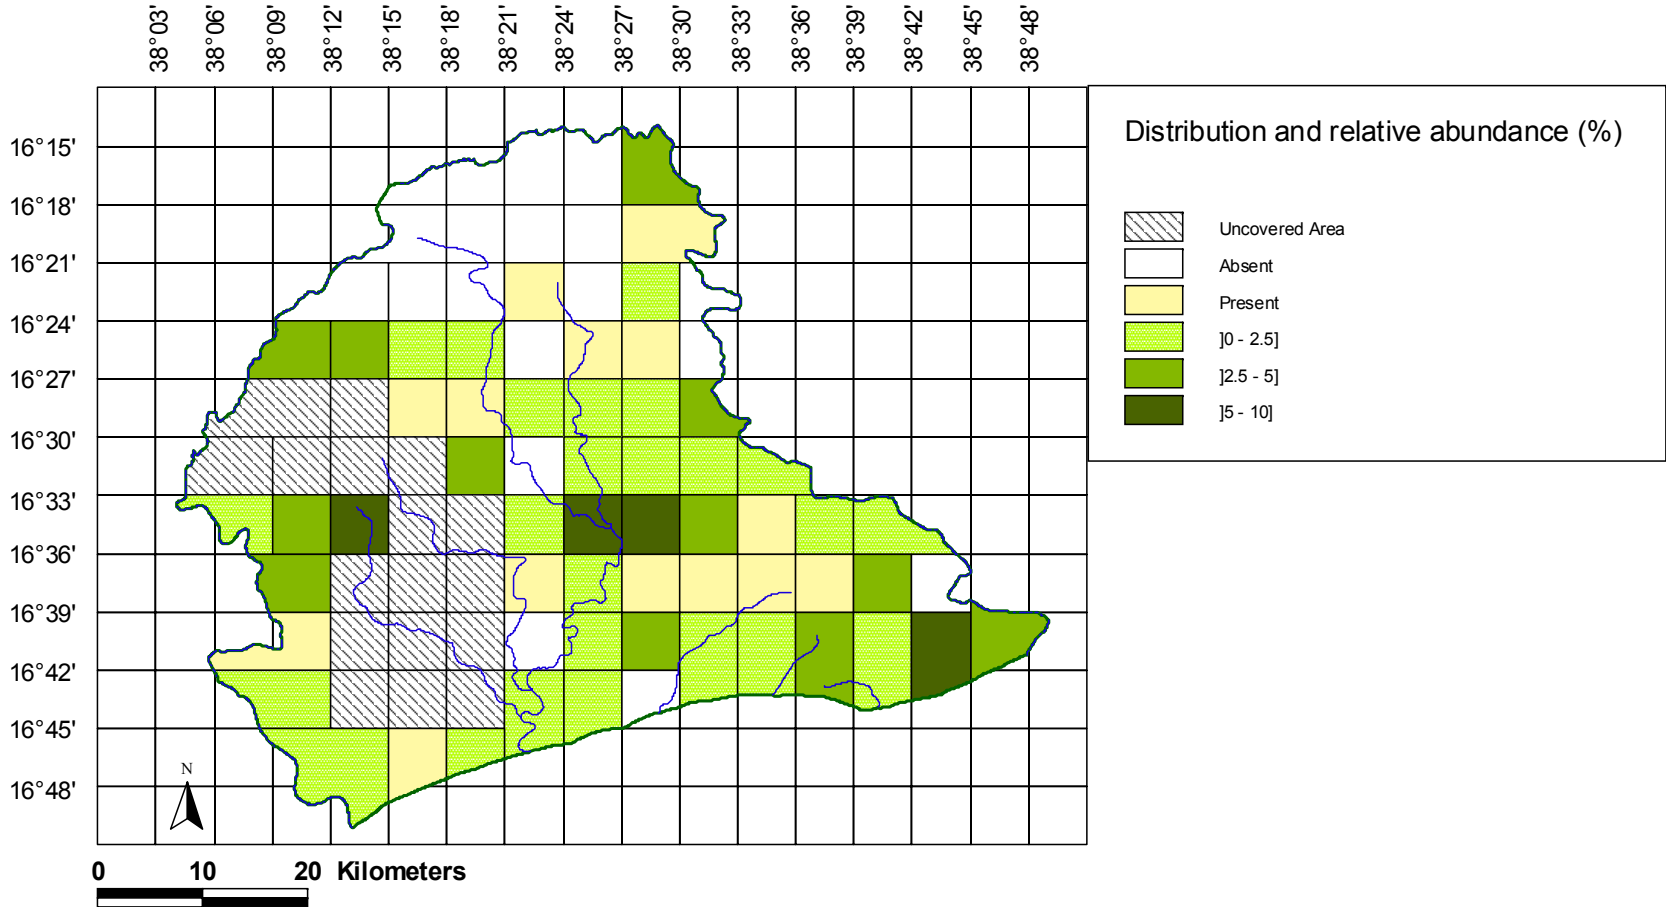 38°03' 38°06' 38°09' 38°12' 38°15' 38°18' 38°21' 38°24' 38°27' 38°30' 38°33' 38°36' 38°39' 38°42' 38°45' 38°48'
16°15'
16°18'
16°21'
16°24'
16°27'
16°30'
16°33'
16°36'
16°39'
16°42'
16°45'
16°48'
N
0 10 20 Kilometers
Distribution and relative abundance (%)
Uncovered Area
Absent
Present
]0 - 2.5]
]2.5 - 5]
]5 - 10]